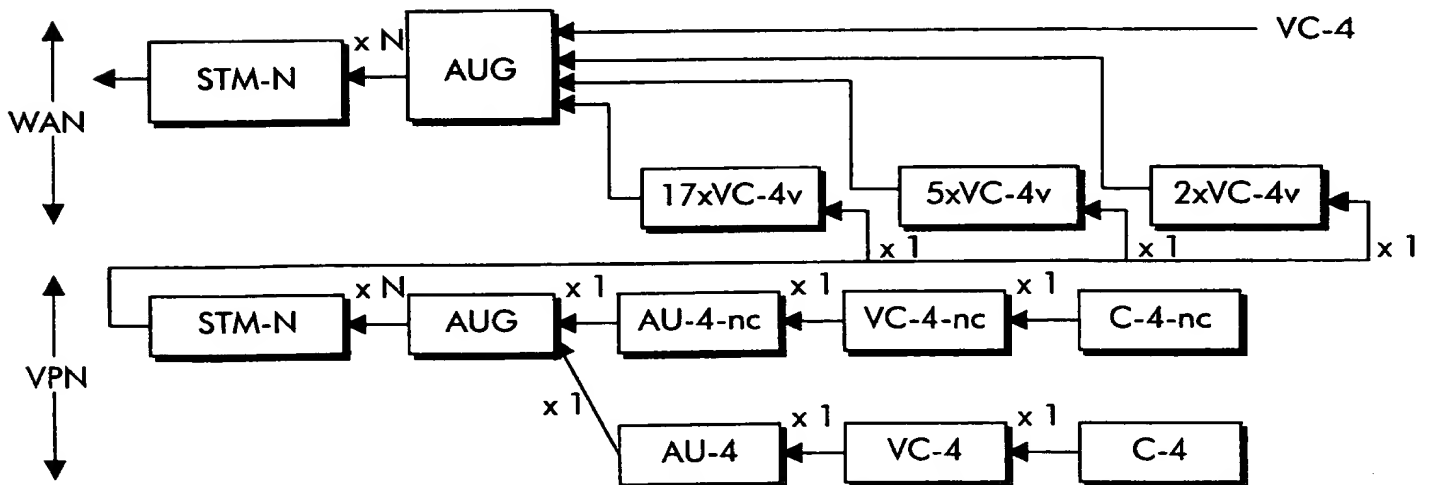 VC-4
x N
STM-N
AUG
WAN
17xVC-4v
5xVC-4v
2xVC-4v
x 1
x 1
x 1
x N
x 1
x 1
x 1
STM-N
AUG
AU-4-nc
VC-4-nc
C-4-nc
VPN
x 1
x 1
x 1
AU-4
VC-4
C-4